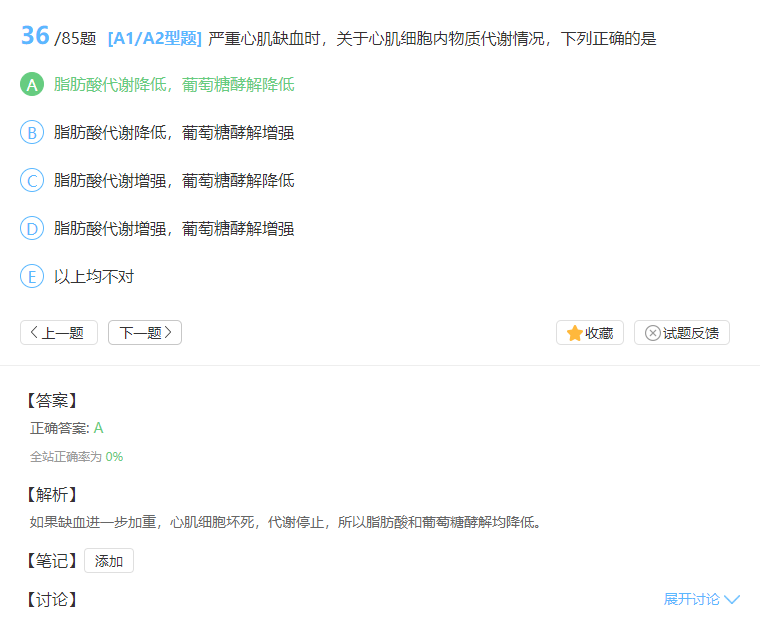 36 /85题 [A1/A2型题] 严重心肌缺血时，关于心肌细胞内物质代谢情况，下列正确的是
A 脂肪酸代谢降低，葡萄糖酵解降低
B 脂肪酸代谢降低，葡萄糖酵解增强
C 脂肪酸代谢增强，葡萄糖酵解降低
D 脂肪酸代谢增强，葡萄糖酵解增强
E 以上均不对
上一题 下一题 收藏 试题反馈
【答案】
正确答案: A
全站正确率为 0%
【解析】
如果缺血进一步加重，心肌细胞坏死，代谢停止，所以脂肪酸和葡萄糖酵解均降低。
【笔记】 添加
【讨论】 展开讨论